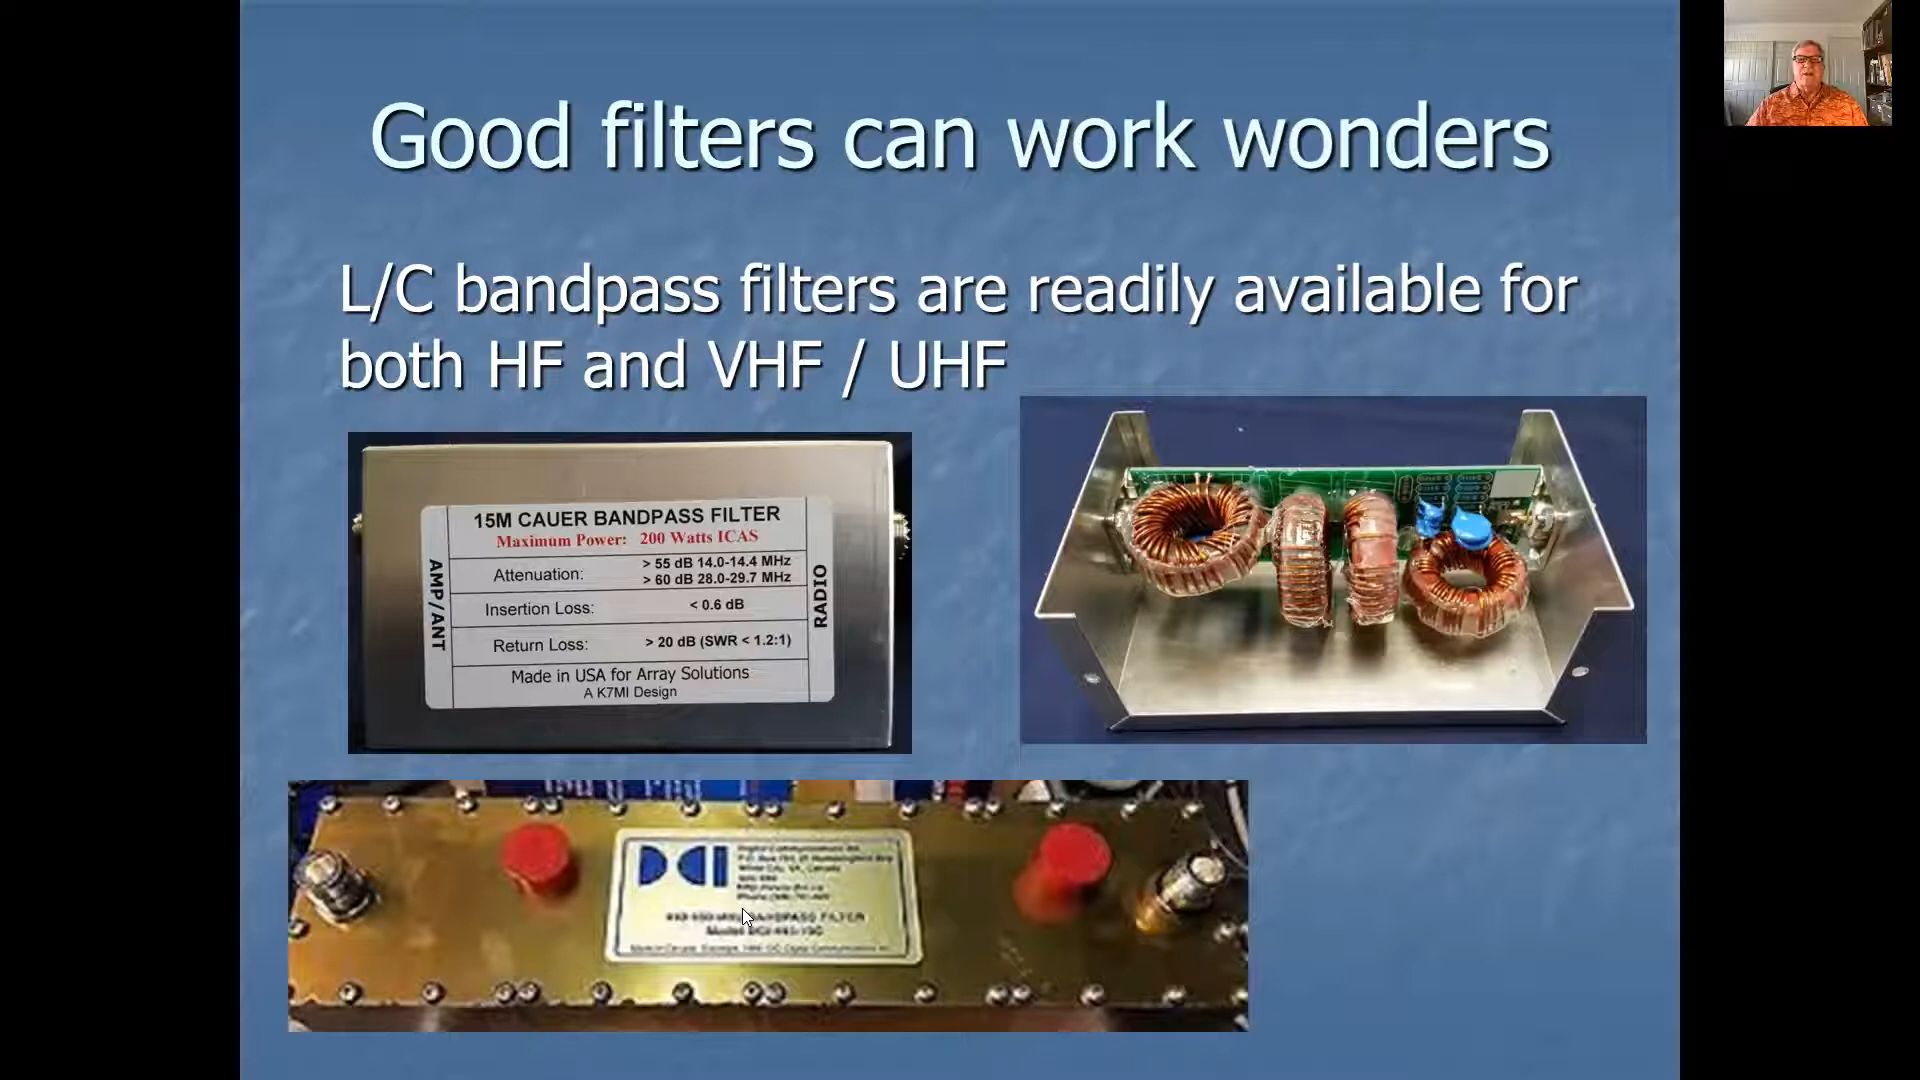 Good filters can work wonders
L/C bandpass filters are readily available for
both HF and VHF / UHF
15M CAUER BANDPASS FILTER
Maximum Power: 200 Watts ICAS
AMP/ANT
Attenuation:
> 55 dB 14.0-14.4 MHz
> 60 dB 28.0-29.7 MHz
Insertion Loss:
< 0.6 dB
Return Loss:
> 20 dB (SWR < 1.2:1)
Made in USA for Array Solutions
A K7MI Design
RADIO
DCI
BANDPASS FILTER
Model